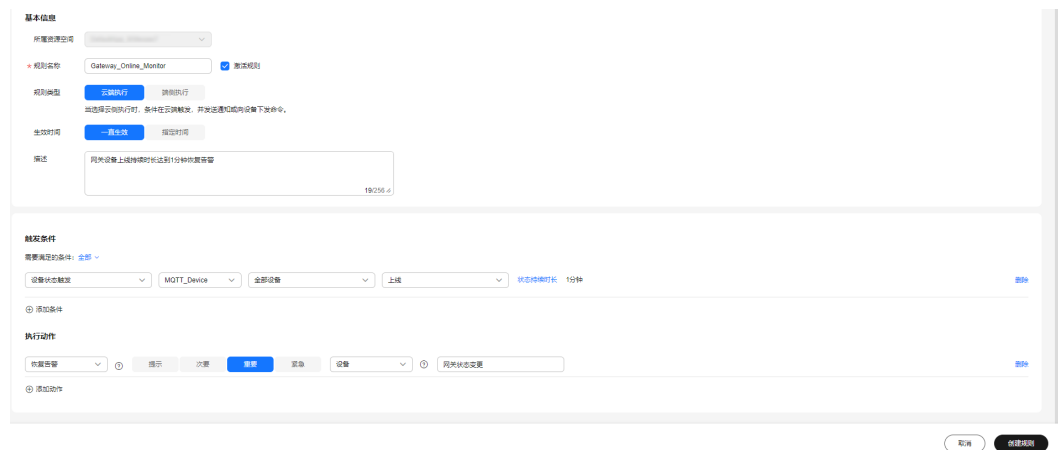 基本信息
所属资源空间
* 规则名称 Gateway_Online_Monitor 激活规则
规则类型 云端执行 端侧执行
当选择云侧执行时，条件在云端触发，并发送通知或向设备下发命令。
生效时间 一直生效 指定时间
描述 网关设备上线持续时长达到1分钟恢复告警
19/256
触发条件
需要满足的条件: 全部
设备状态触发 MQTT_Device 全部设备 上线 状态持续时长 1分钟 删除
添加条件
执行动作
恢复告警 ? 提示 次要 重要 紧急 设备 ? 网关状态变更 删除
添加动作
取消 创建规则